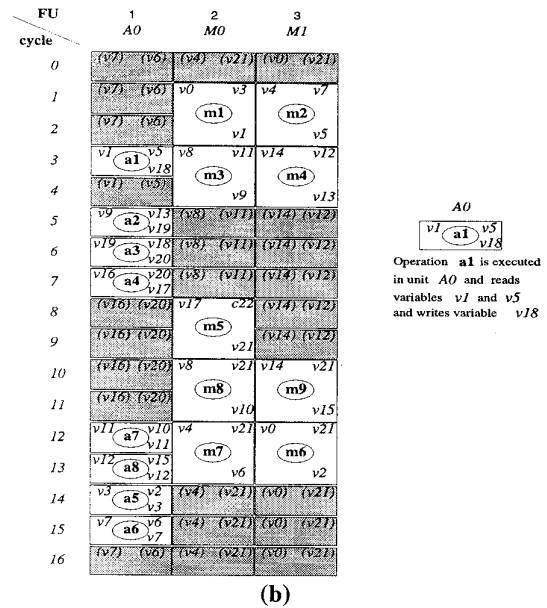 FU 1 2 3
A0 M0 M1
cycle
0 (v7) (v6) (v4) (v21) (v0) (v21)
1 (v7) (v6) v0 v3 v4 v7
m1 m2
2 (v7) (v6) v1 v5
3 v1 a1 v5 v8 v11 v14 v12
v18 m3 m4
4 (v1) (v5) v9 v13
5 v9 a2 v13 (v8) (v11) (v14) (v12)
v19
6 v19 a3 v18 (v8) (v11) (v14) (v12)
v20
7 v16 a4 v20 (v8) (v11) (v14) (v12)
v17
8 (v16) (v20) v17 c22 (v14) (v12)
m5
9 (v16) (v20) v21 (v14) (v12)
10 (v16) (v20) v8 v21 v14 v21
m8 m9
11 (v16) (v20) v10 v15
12 v11 a7 v10 v4 v21 v0 v21
v11 m7 m6
13 v12 a8 v15 v6 v2
v12
14 v3 a5 v2 (v4) (v21) (v0) (v21)
v3
15 v7 a6 v6 (v4) (v21) (v0) (v21)
v7
16 (v7) (v6) (v4) (v21) (v0) (v21)
A0
v1 a1 v5
v18
Operation a1 is executed
in unit A0 and reads
variables v1 and v5
and writes variable v18
(b)